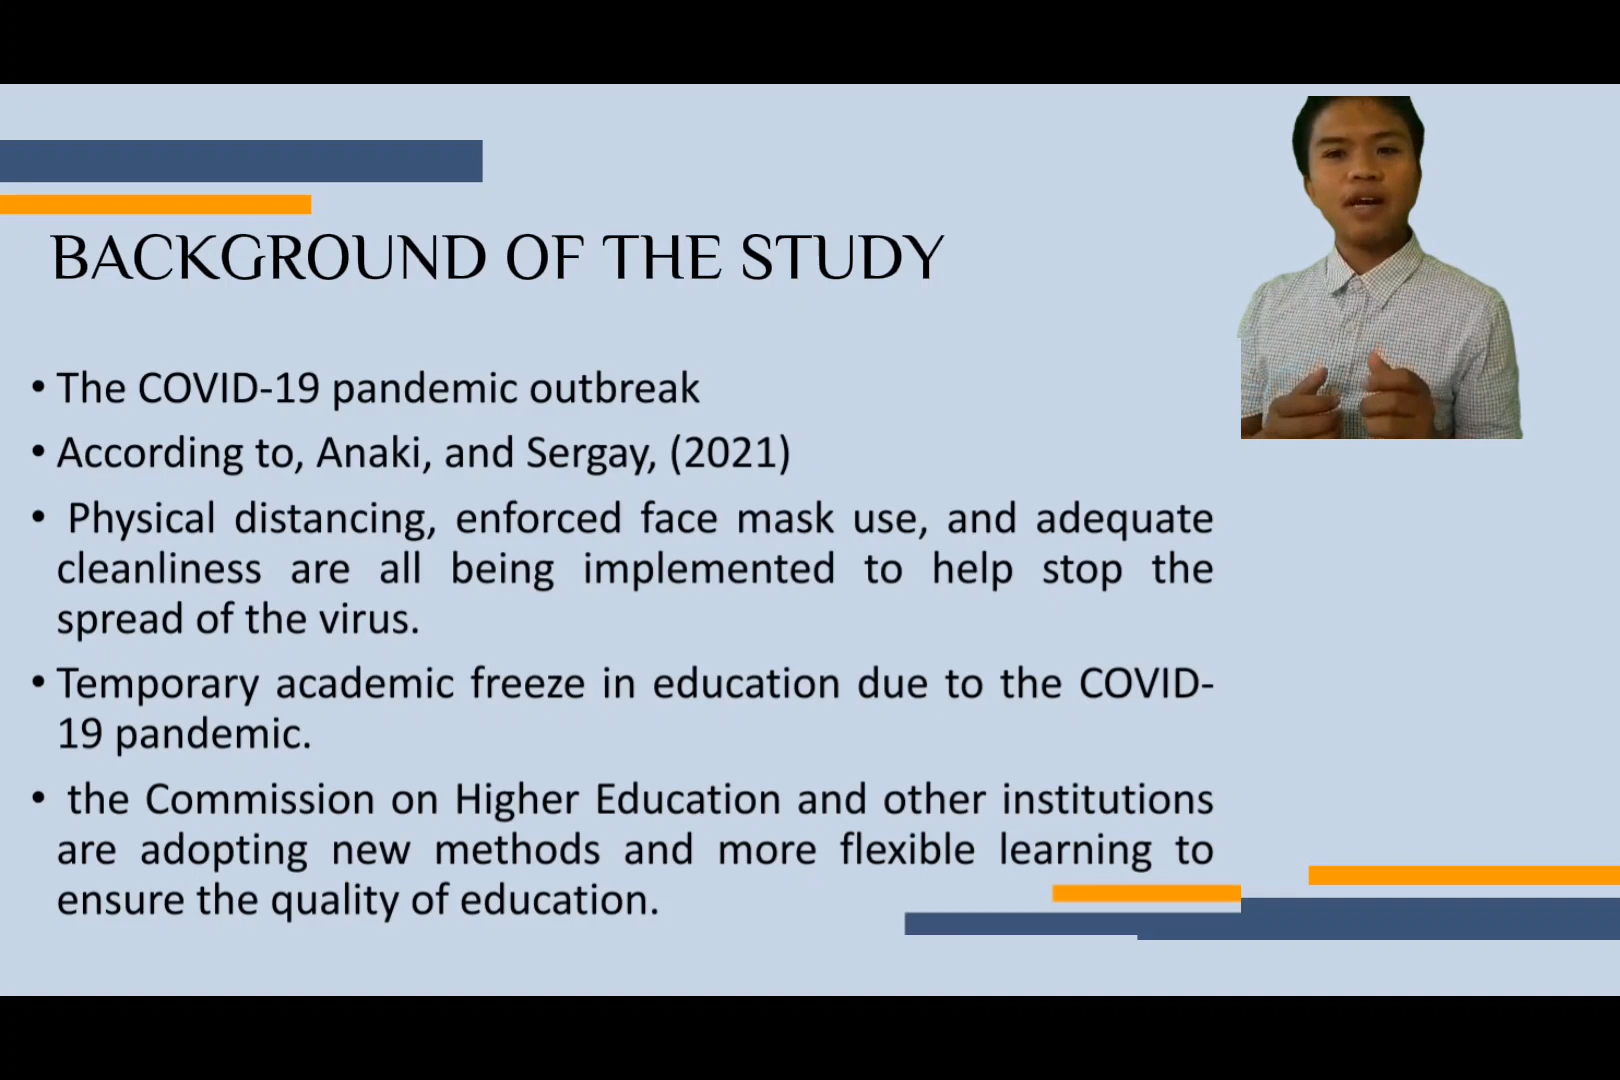 BACKGROUND OF THE STUDY
• The COVID-19 pandemic outbreak
• According to, Anaki, and Sergay, (2021)
• Physical distancing, enforced face mask use, and adequate
cleanliness are all being implemented to help stop the
spread of the virus.
• Temporary academic freeze in education due to the COVID-
19 pandemic.
• the Commission on Higher Education and other institutions
are adopting new methods and more flexible learning to
ensure the quality of education.